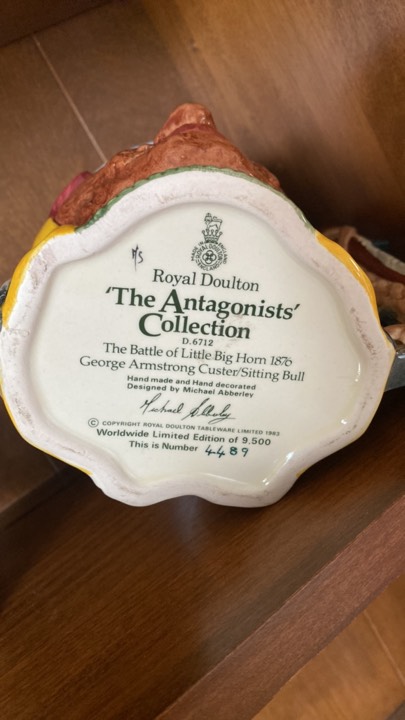 Royal Doulton
'The Antagonists'
Collection
D.6712
The Battle of Little Big Horn 1876
George Armstrong Custer/Sitting Bull
Hand made and Hand decorated
Designed by Michael Abberley
Michael Abberley
© COPYRIGHT ROYAL DOULTON TABLEWARE LIMITED 1983
Worldwide Limited Edition of 9,500
This is Number 4489